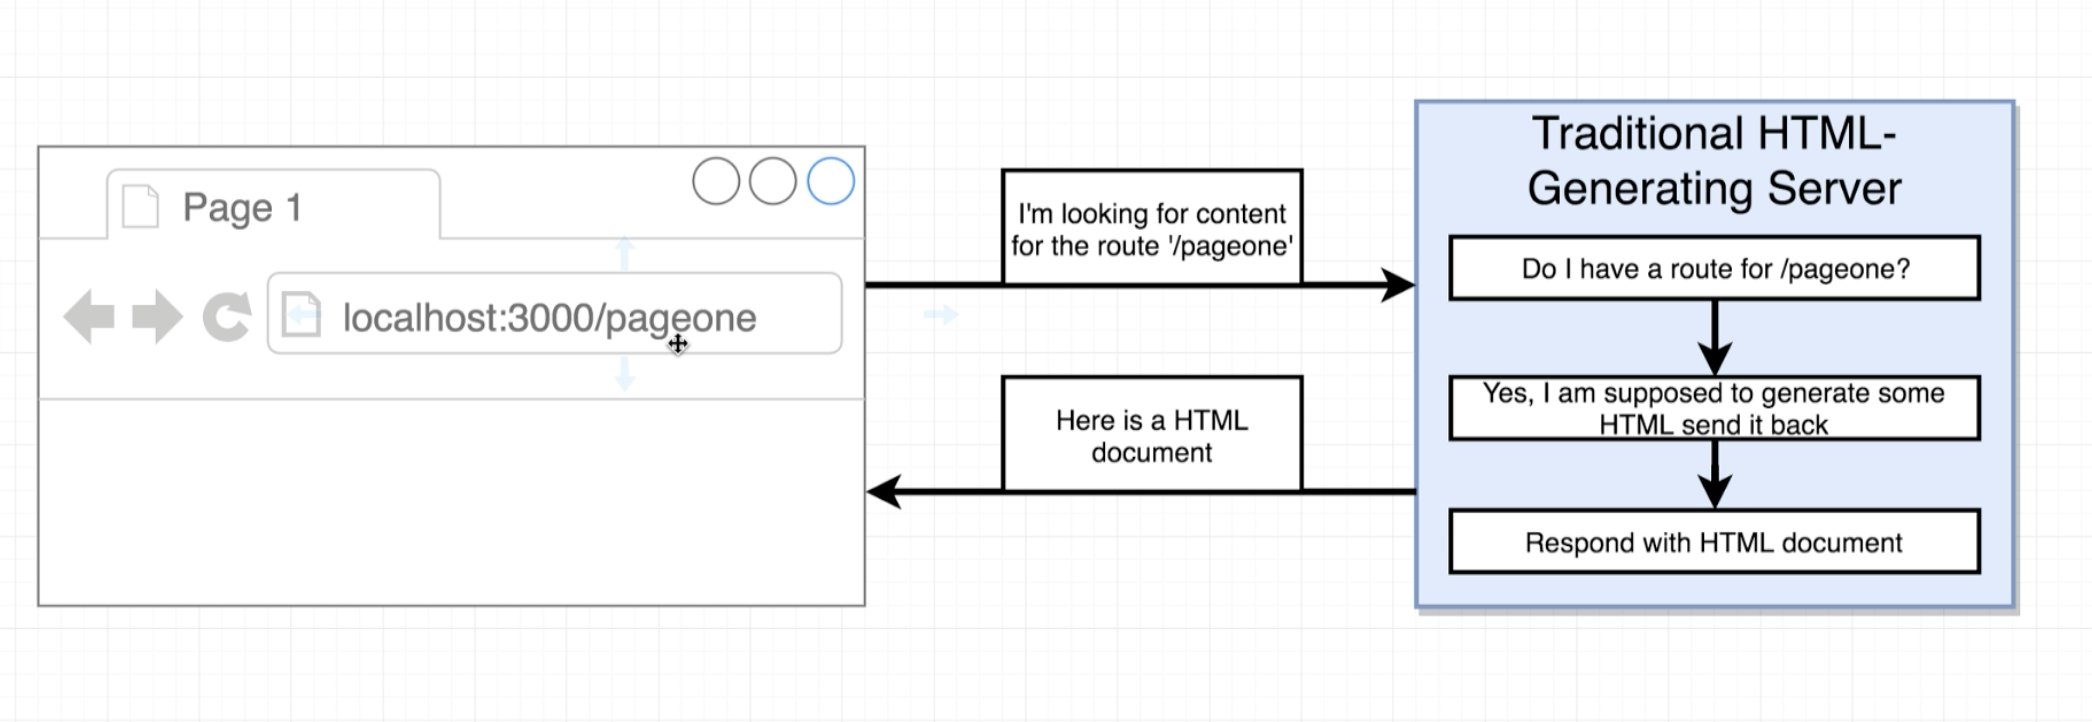 Page 1
localhost:3000/pageone
I'm looking for content
for the route '/pageone'
Here is a HTML
document
Traditional HTML-
Generating Server
Do I have a route for /pageone?
Yes, I am supposed to generate some
HTML send it back
Respond with HTML document